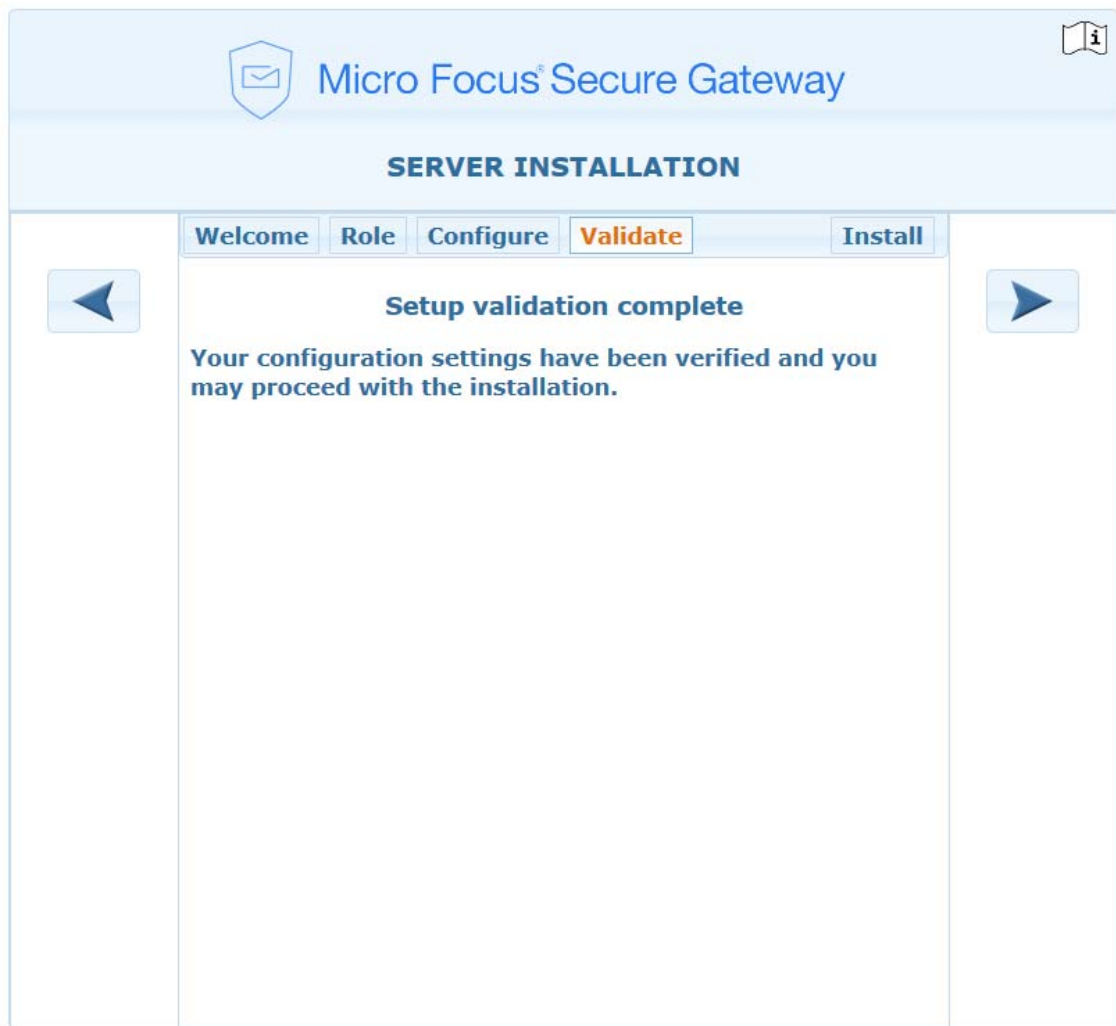 i
Micro Focus® Secure Gateway
SERVER INSTALLATION
Welcome Role Configure Validate Install
Setup validation complete
Your configuration settings have been verified and you
may proceed with the installation.